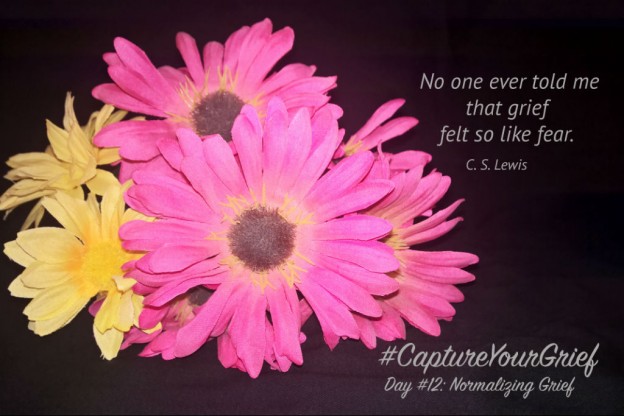 No one ever told me
that grief
felt so like fear.
C. S. Lewis
#CaptureYourGrief
Day #12: Normalizing Grief